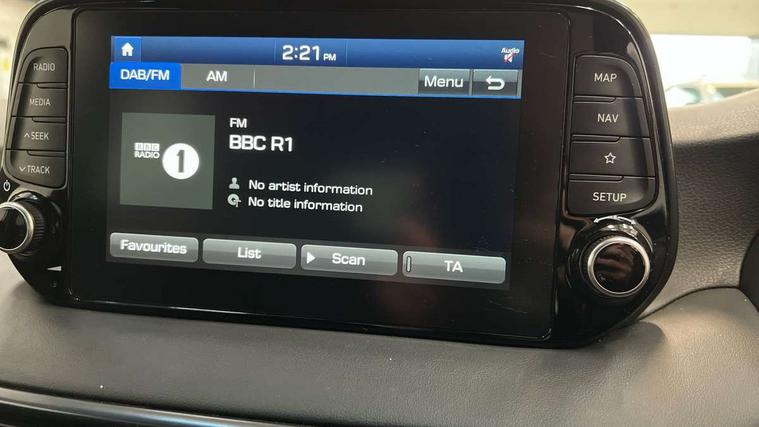 2:21 PM
Audio
DAB/FM
AM
Menu
FM
BBC R1
BBC
RADIO
1
No artist information
No title information
Favourites
List
Scan
TA
RADIO
MEDIA
SEEK
TRACK
MAP
NAV
SETUP